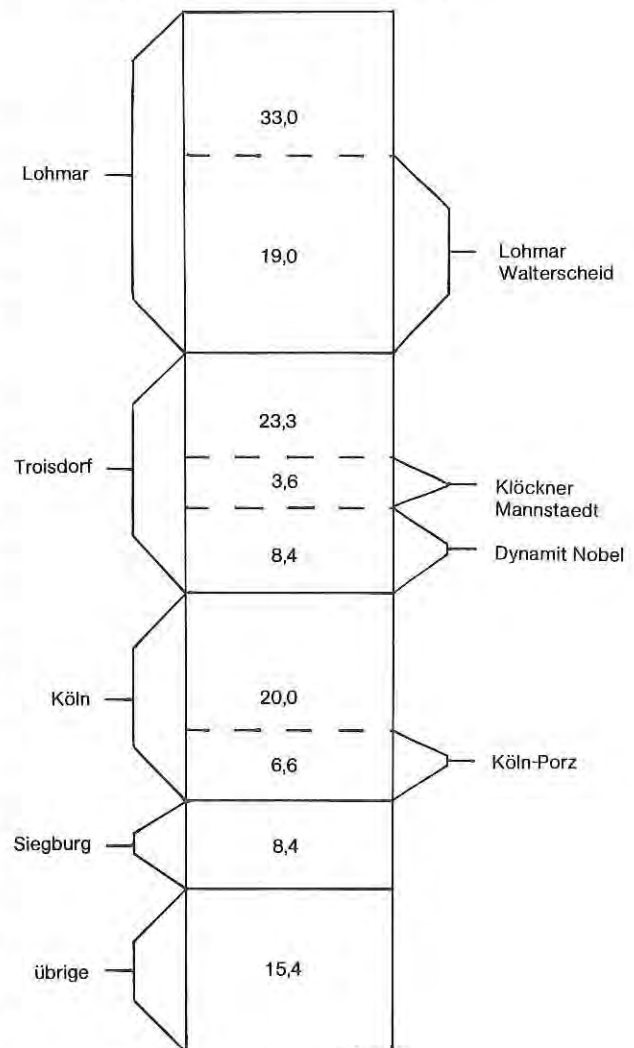 33,0
Lohmar
19,0
Lohmar
Walterscheid
23,3
Troisdorf
3,6
Klöckner
Mannstaedt
8,4
Dynamit Nobel
Köln
20,0
6,6
Köln-Porz
Siegburg
8,4
übrige
15,4